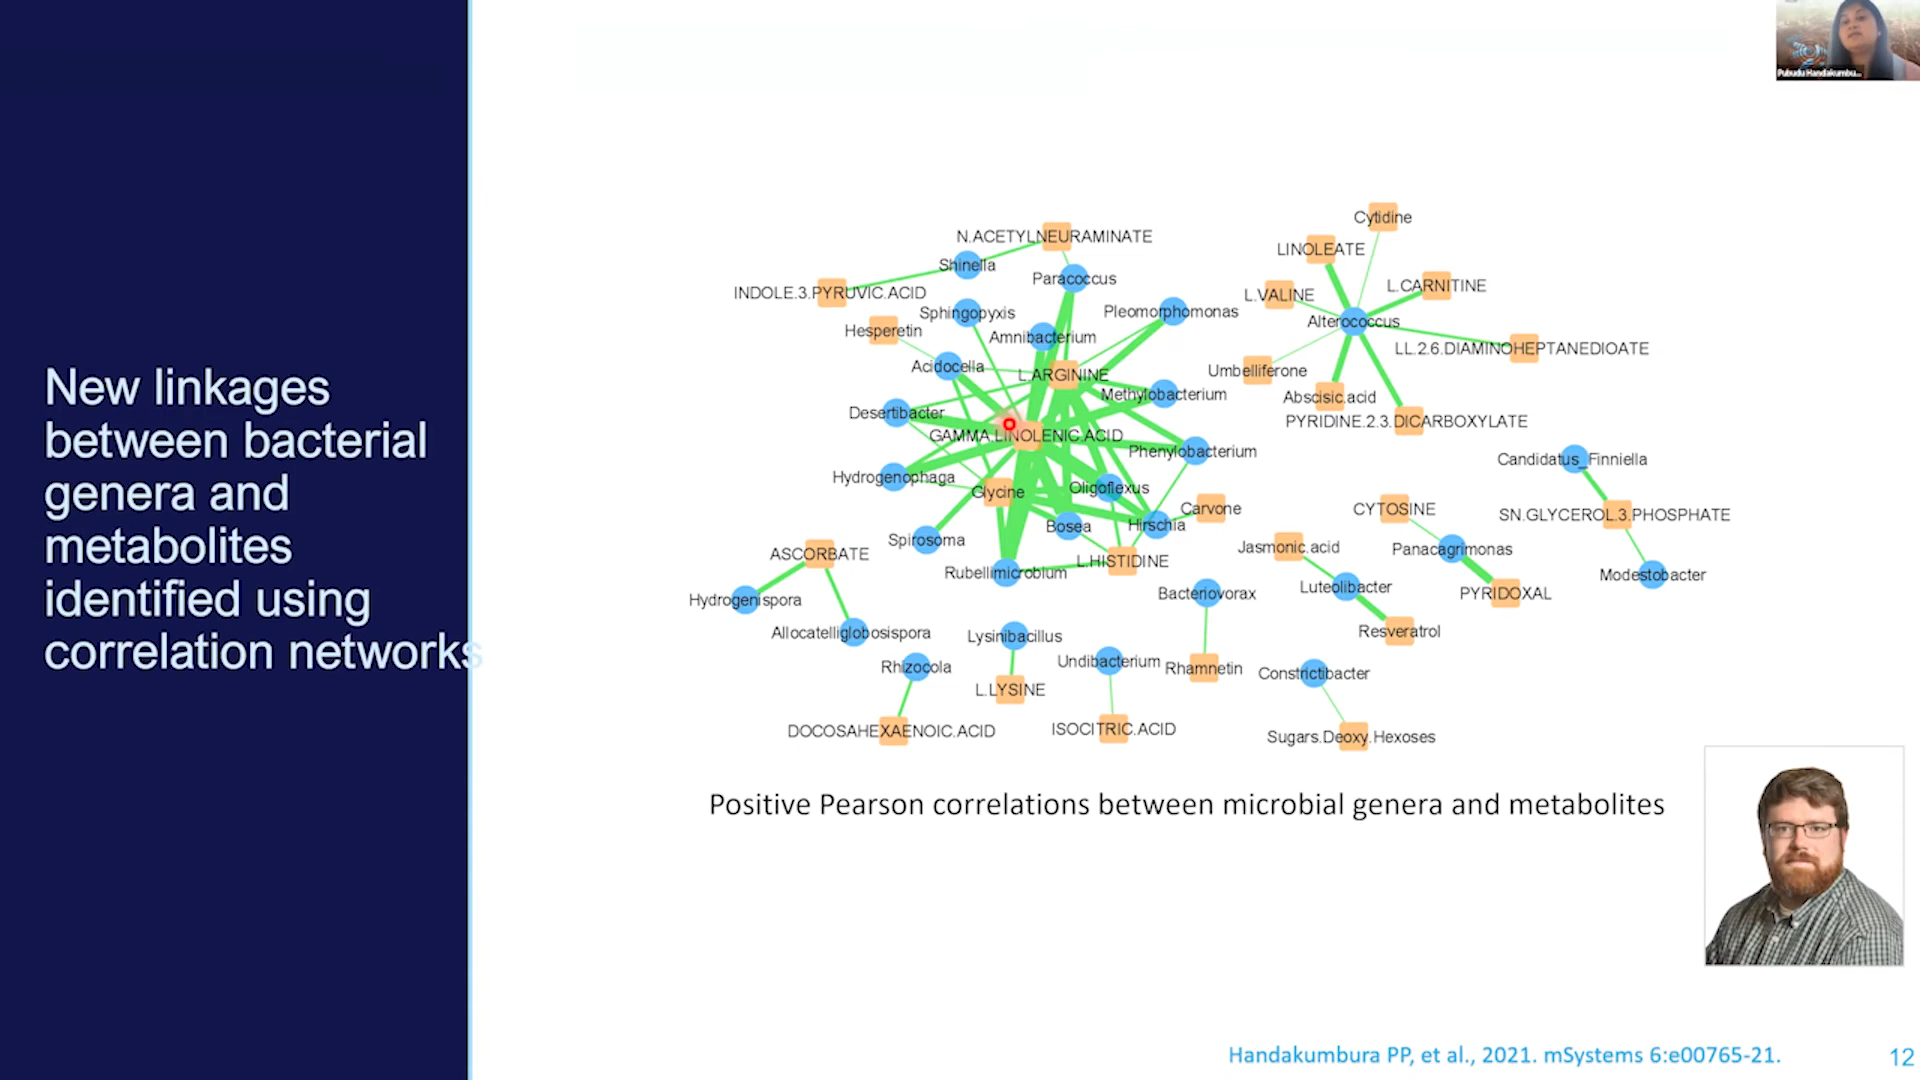 Pubudu Handakumbu...
New linkages
between bacterial
genera and
metabolites
identified using
correlation networks
N.ACETYLNEURAMINATE
Shinella
Paracoccus
INDOLE.3.PYRUVIC.ACID
Sphingopyxis
Pleomorphomonas
Hesperetin
Amnibacterium
Acidocella
L.ARGININE
Methylobacterium
Desertibacter
GAMMA.LINOLENIC.ACID
Phenylobacterium
Hydrogenophaga
Glycine
Oligoflexus
Carvone
Bosea
Hirschia
Spirosoma
L.HISTIDINE
Rubellimicrobium
ASCORBATE
Hydrogenispora
Allocatelliglobosispora
Cytidine
LINOLEATE
L.CARNITINE
L.VALINE
Alterococcus
LL.2.6.DIAMINOHEPTANEDIOATE
Umbelliferone
Abscisic.acid
PYRIDINE.2.3.DICARBOXYLATE
Candidatus_Finniella
SN.GLYCEROL.3.PHOSPHATE
Modestobacter
CYTOSINE
Panacagrimonas
PYRIDOXAL
Jasmonic.acid
Luteolibacter
Resveratrol
Bacteriovorax
Rhamnetin
Lysinibacillus
L.LYSINE
Undibacterium
ISOCITRIC.ACID
Rhizocola
DOCOSAHEXAENOIC.ACID
Constrictibacter
Sugars.Deoxy.Hexoses
Positive Pearson correlations between microbial genera and metabolites
Handakumbura PP, et al., 2021. mSystems 6:e00765-21.
12